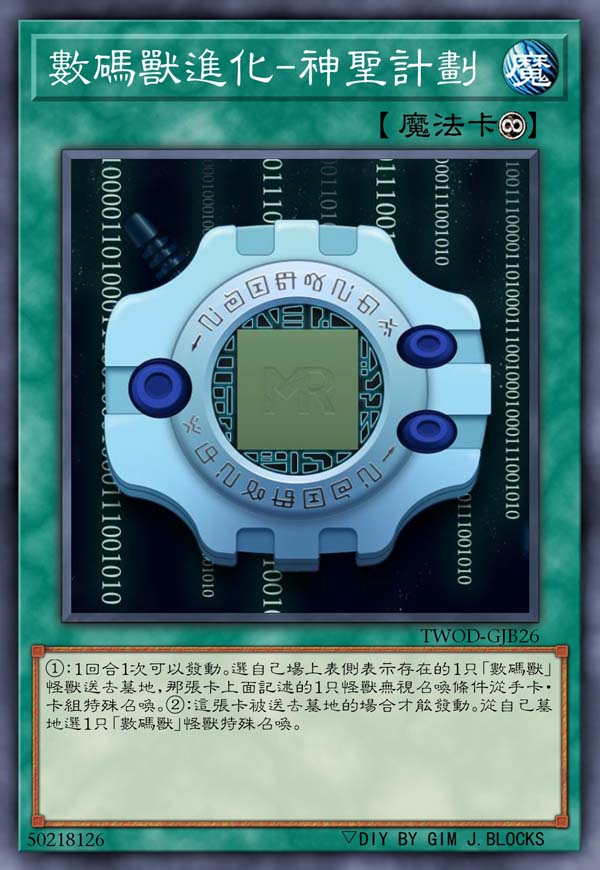 數碼獸進化-神聖計劃
魔
【魔法卡♾】
MR
TWOD-GJB26
①:1回合1次可以發動。選自己場上表側表示存在的1只「數碼獸」
怪獸送去墓地,那張卡上面記述的1只怪獸無視召喚條件從手卡·
卡組特殊召喚。②:這張卡被送去墓地的場合才能發動。從自己墓
地選1只「數碼獸」怪獸特殊召喚。
50218126
▽DIY BY GIM J.BLOCKS